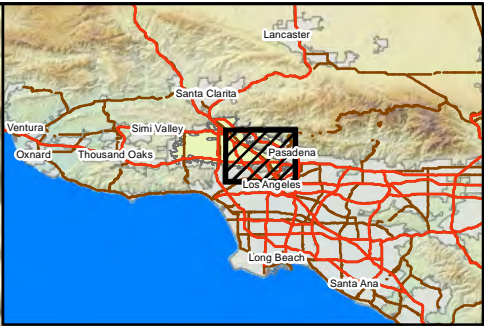 Lancaster
Santa Clarita
Ventura
Simi Valley
Oxnard
Thousand Oaks
Pasadena
Los Angeles
Long Beach
Santa Ana